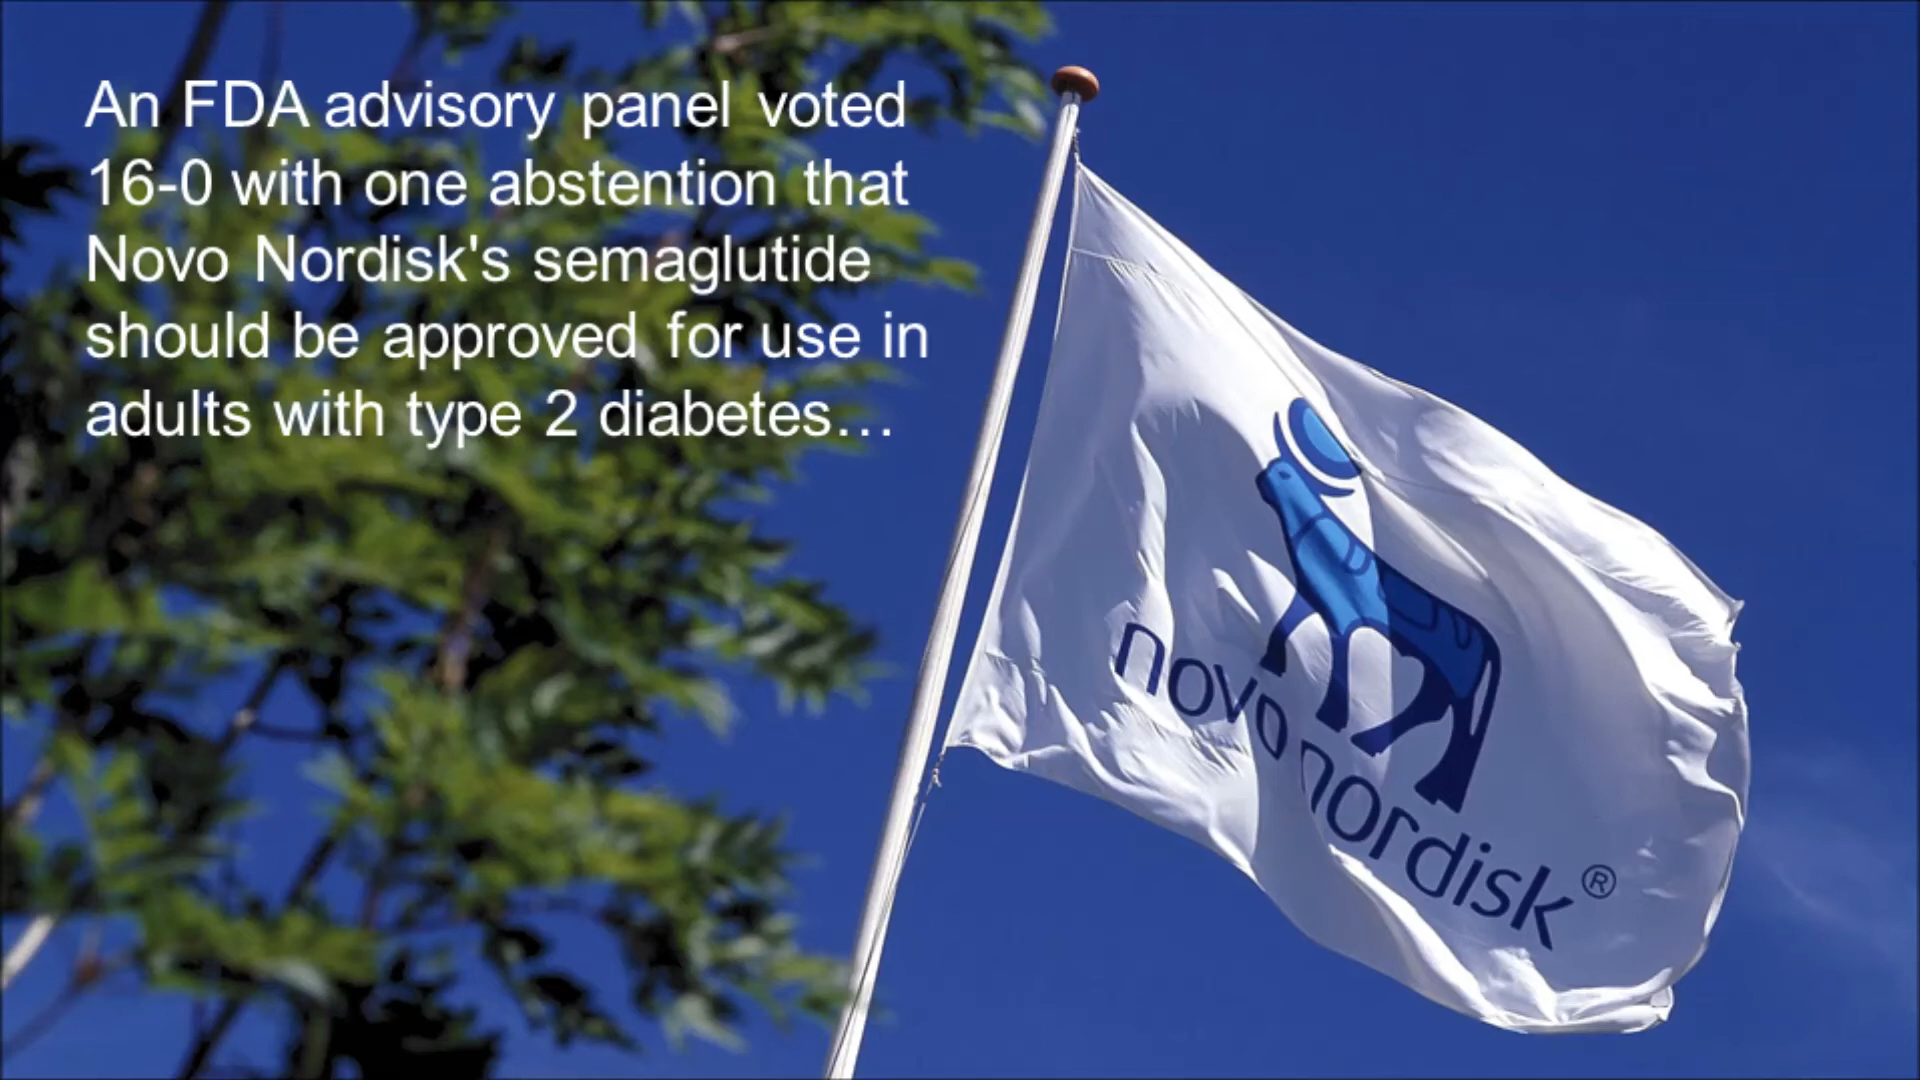 An FDA advisory panel voted
16-0 with one abstention that
Novo Nordisk's semaglutide
should be approved for use in
adults with type 2 diabetes…
novo nordisk®